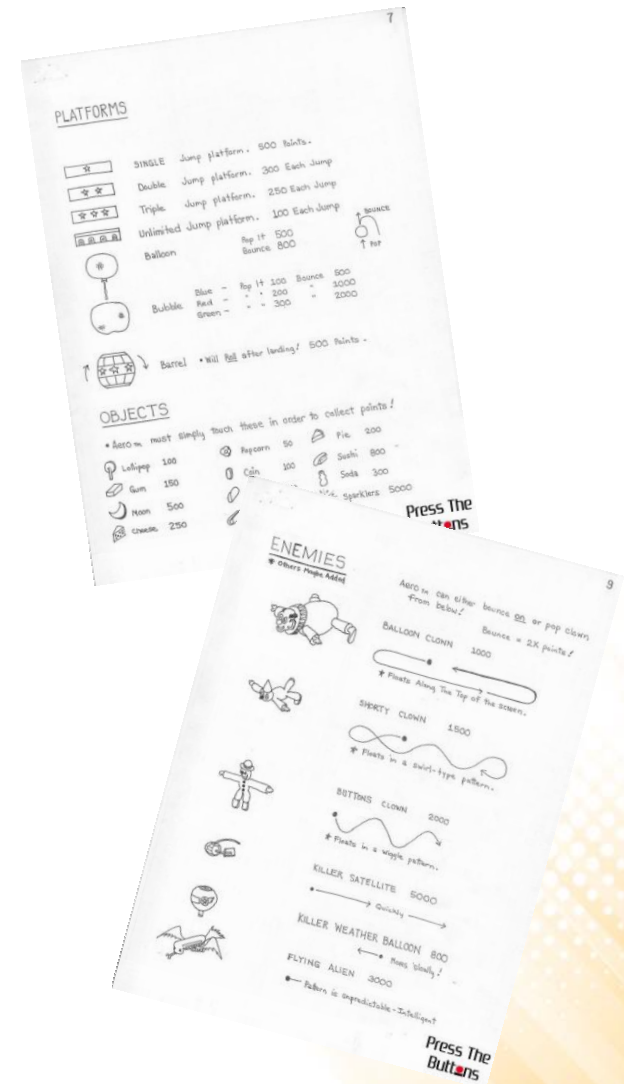 7
PLATFORMS
SINGLE Jump platform. 500 Points.
Double Jump platform. 300 Each Jump
Triple Jump platform. 250 Each Jump
Unlimited Jump platform. 100 Each Jump
Balloon Pop It 500
Bounce 800
BOUNCE
POP
Bubble Blue - Pop It 100 Bounce 500
Red - " " 200 " 1000
Green - " " 300 " 2000
Barrel • Will Roll after landing! 500 Points.
OBJECTS
• Aero must simply touch these in order to collect points!
Lollipop 100 Popcorn 50 Pie 200
Gum 150 Coin 100 Sushi 800
Moon 500 Soda 300
Cheese 250 Sparklers 5000
Press The
9
ENEMIES
* Others Maybe Added
Aero can either bounce on or pop clown
from below!
Bounce = 2X points!
BALLOON CLOWN 1000
* Floats Along The Top of the screen.
SHORTY CLOWN 1500
* Floats in a swirl-type pattern.
BUTTONS CLOWN 2000
* Floats in a wiggle pattern.
KILLER SATELLITE 5000
Quickly
KILLER WEATHER BALLOON 800
Moves slowly!
FLYING ALIEN 3000
Pattern is unpredictable - Intelligent
Press The
Buttons